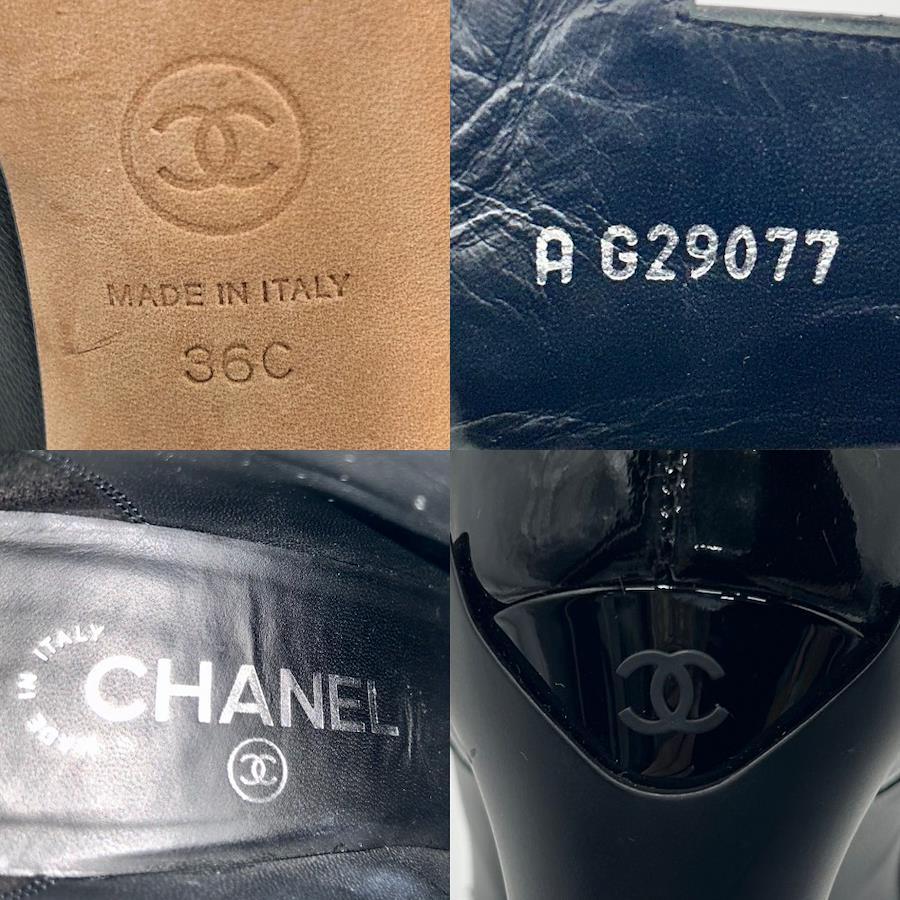 MADE IN ITALY
36C
A G29077
MADE IN ITALY
CHANEL